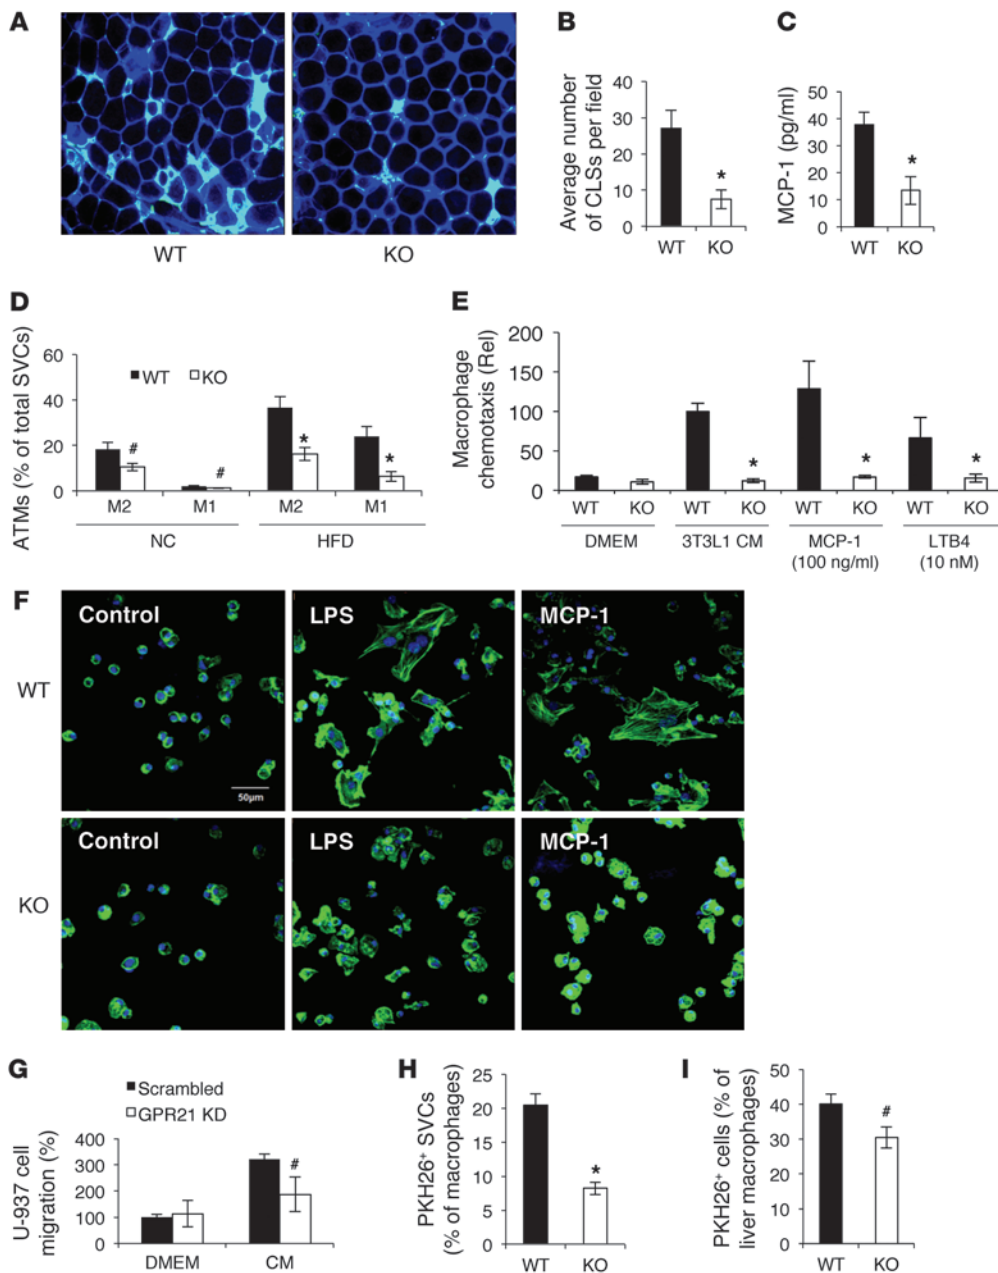 A
WT
KO
B
Average number
of CLSs per field
40
30
20
10
0
WT
KO
*
C
MCP-1 (pg/ml)
50
40
30
20
10
0
WT
KO
*
D
ATMs (% of total SVCs)
60
40
20
0
WT
KO
#
#
*
*
M2
M1
M2
M1
NC
HFD
E
Macrophage
chemotaxis (Rel)
200
150
100
50
0
*
*
*
WT
KO
WT
KO
WT
KO
WT
KO
DMEM
3T3L1 CM
MCP-1
(100 ng/ml)
LTB4
(10 nM)
F
Control
LPS
MCP-1
WT
50μm
Control
LPS
MCP-1
KO
G
Scrambled
GPR21 KD
U-937 cell
migration (%)
400
300
200
100
0
#
DMEM
CM
H
PKH26⁺ SVCs
(% of macrophages)
25
20
15
10
5
0
*
WT
KO
I
PKH26⁺ cells (% of
liver macrophages)
40
30
20
10
0
#
WT
KO